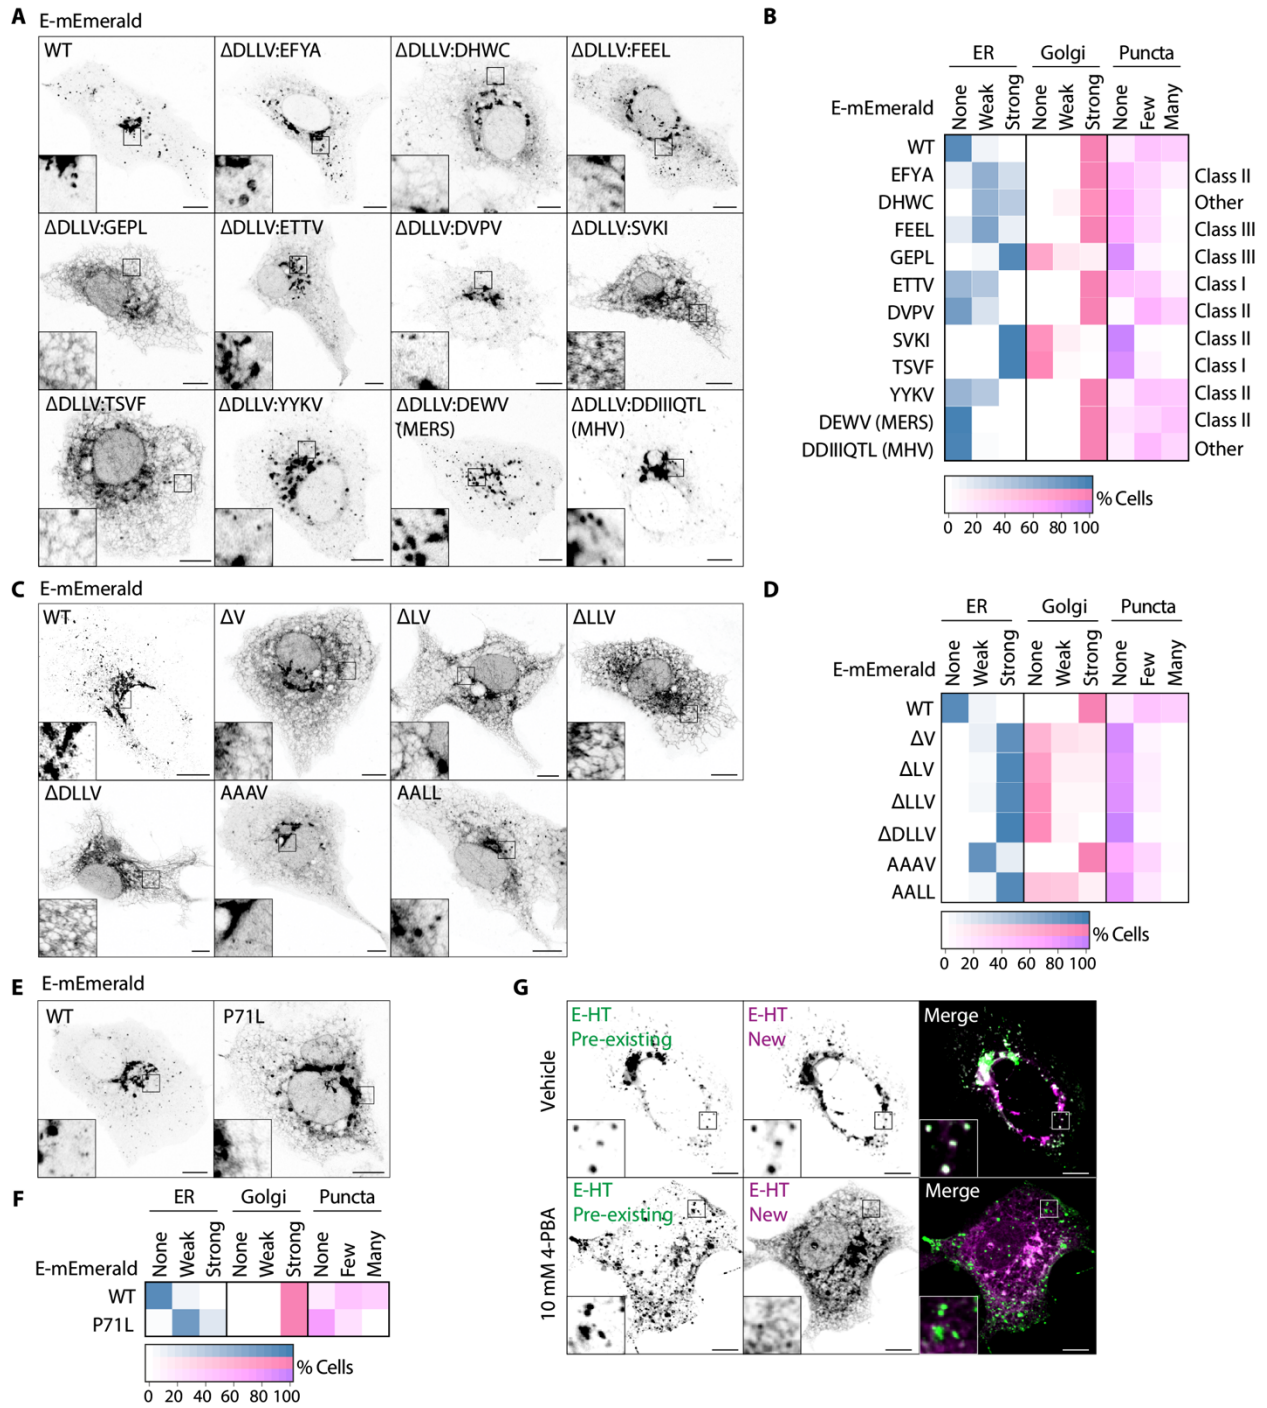 A E-mEmerald
WT
ΔDLLV:EFYA
ΔDLLV:DHWC
ΔDLLV:FEEL
ΔDLLV:GEPL
ΔDLLV:ETTV
ΔDLLV:DVPV
ΔDLLV:SVKI
ΔDLLV:TSVF
ΔDLLV:YYKV
ΔDLLV:DEWV
(MERS)
ΔDLLV:DDIIIQTL
(MHV)
B
ER Golgi Puncta
E-mEmerald
None Weak Strong None Weak Strong None Few Many
WT
EFYA Class II
DHWC Other
FEEL Class III
GEPL Class III
ETTV Class I
DVPV Class II
SVKI Class II
TSVF Class I
YYKV Class II
DEWV (MERS) Class II
DDIIIQTL (MHV) Other
% Cells
0 20 40 60 80 100
C E-mEmerald
WT
ΔV
ΔLV
ΔLLV
ΔDLLV
AAAV
AALL
D
ER Golgi Puncta
E-mEmerald
None Weak Strong None Weak Strong None Few Many
WT
ΔV
ΔLV
ΔLLV
ΔDLLV
AAAV
AALL
% Cells
0 20 40 60 80 100
E E-mEmerald
WT
P71L
F
ER Golgi Puncta
E-mEmerald
None Weak Strong None Weak Strong None Few Many
WT
P71L
% Cells
0 20 40 60 80 100
G
Vehicle
E-HT
Pre-existing
E-HT
New
Merge
10 mM 4-PBA
E-HT
Pre-existing
E-HT
New
Merge